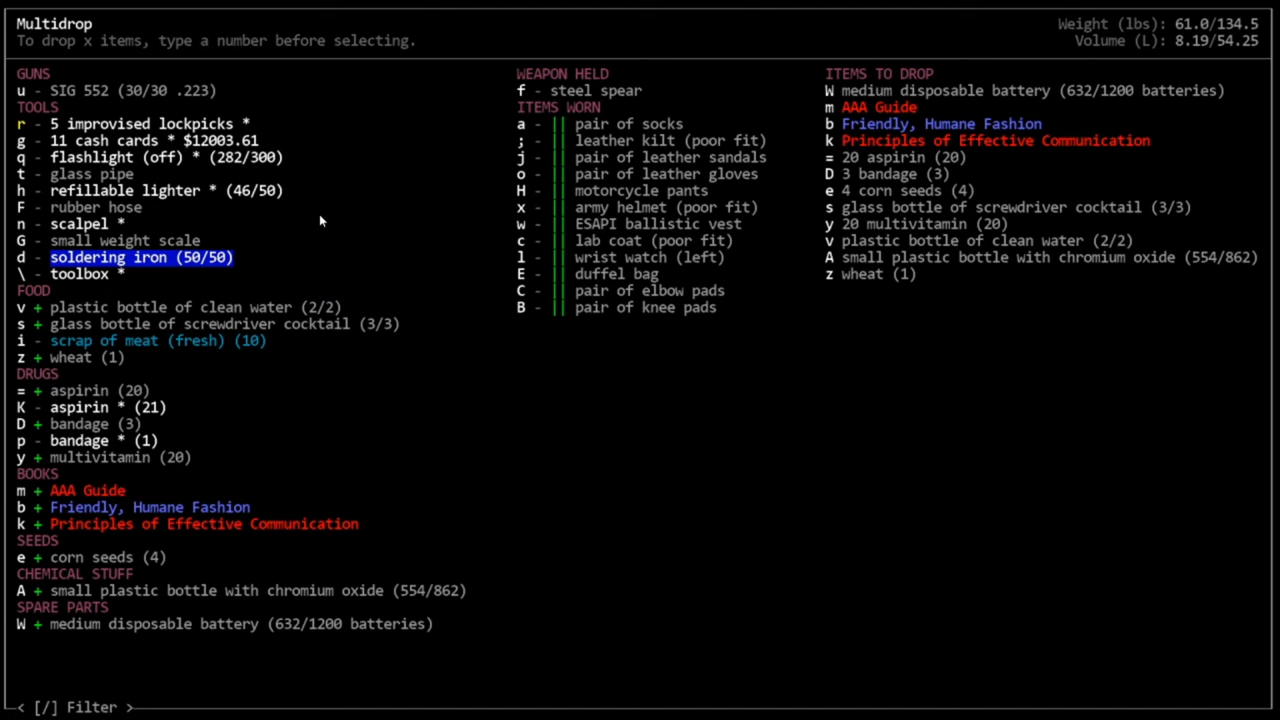 Multidrop
To drop x items, type a number before selecting.
Weight (lbs): 61.0/134.5
Volume (L): 8.19/54.25
GUNS
u - SIG 552 (30/30 .223)
TOOLS
r - 5 improvised lockpicks *
g - 11 cash cards * $12003.61
q - flashlight (off) * (282/300)
t - glass pipe
h - refillable lighter * (46/50)
F - rubber hose
n - scalpel *
G - small weight scale
d - soldering iron (50/50)
\ - toolbox *
FOOD
v + plastic bottle of clean water (2/2)
s + glass bottle of screwdriver cocktail (3/3)
i - scrap of meat (fresh) (10)
z + wheat (1)
DRUGS
= + aspirin (20)
K - aspirin * (21)
D + bandage (3)
p - bandage * (1)
y + multivitamin (20)
BOOKS
m + AAA Guide
b + Friendly, Humane Fashion
k + Principles of Effective Communication
SEEDS
e + corn seeds (4)
CHEMICAL STUFF
A + small plastic bottle with chromium oxide (554/862)
SPARE PARTS
W + medium disposable battery (632/1200 batteries)
WEAPON HELD
f - steel spear
ITEMS WORN
a - || pair of socks
; - || leather kilt (poor fit)
j - || pair of leather sandals
o - || pair of leather gloves
H - || motorcycle pants
x - || army helmet (poor fit)
w - || ESAPI ballistic vest
c - || lab coat (poor fit)
l - || wrist watch (left)
E - || duffel bag
C - || pair of elbow pads
B - || pair of knee pads
ITEMS TO DROP
W medium disposable battery (632/1200 batteries)
m AAA Guide
b Friendly, Humane Fashion
k Principles of Effective Communication
= 20 aspirin (20)
D 3 bandage (3)
e 4 corn seeds (4)
s glass bottle of screwdriver cocktail (3/3)
y 20 multivitamin (20)
v plastic bottle of clean water (2/2)
A small plastic bottle with chromium oxide (554/862)
z wheat (1)
< [/] Filter >